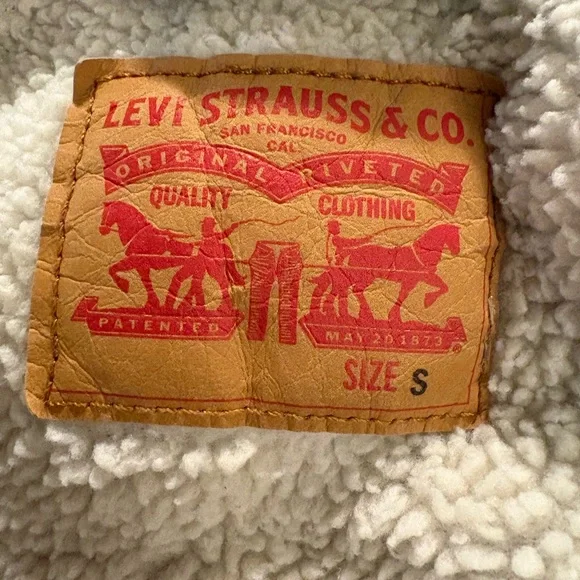 LEVI STRAUSS & CO.
SAN FRANCISCO
CAL
ORIGINAL RIVETED
QUALITY CLOTHING
PATENTED MAY 20 1873
SIZE S